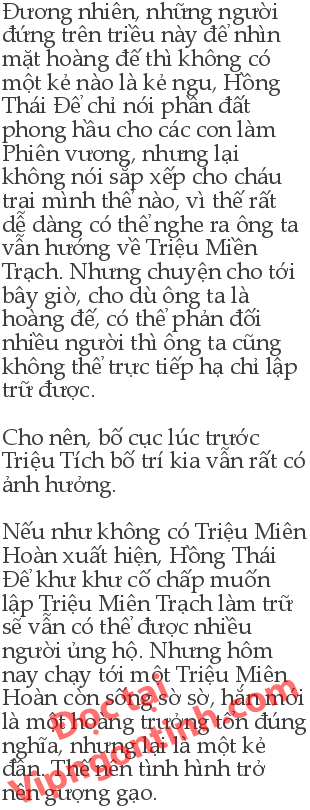 Đương nhiên, những người
đứng trên triều này để nhìn
mặt hoàng đế thì không có
một kẻ nào là kẻ ngu, Hồng
Thái Đế chỉ nói phần đất
phong hầu cho các con làm
Phiên vương, nhưng lại
không nói sắp xếp cho cháu
trai mình thế nào, vì thế rất
dễ dàng có thể nghe ra ông ta
vẫn hướng về Triệu Miền
Trạch. Nhưng chuyện cho tới
bây giờ, cho dù ông ta là
hoàng đế, có thể phản đối
nhiều người thì ông ta cũng
không thể trực tiếp hạ chỉ lập
trữ được.
Cho nên, bố cục lúc trước
Triệu Tích bố trí kia vẫn rất có
ảnh hưởng.
Nếu như không có Triệu Miên
Hoàn xuất hiện, Hồng Thái
Đế khư khư cố chấp muốn
lập Triệu Miên Trạch làm trữ
sẽ vẫn có thể được nhiều
người ủng hộ. Nhưng hôm
nay chạy tới một Triệu Miên
Hoàn còn sống sờ sờ, hắn mới
là một hoàng trưởng tôn đúng
nghĩa, nhưng lại là một kẻ
đần. Thế nên tình hình trở
nên gượng gạo.
Đọc tại
Vipngontinh.com